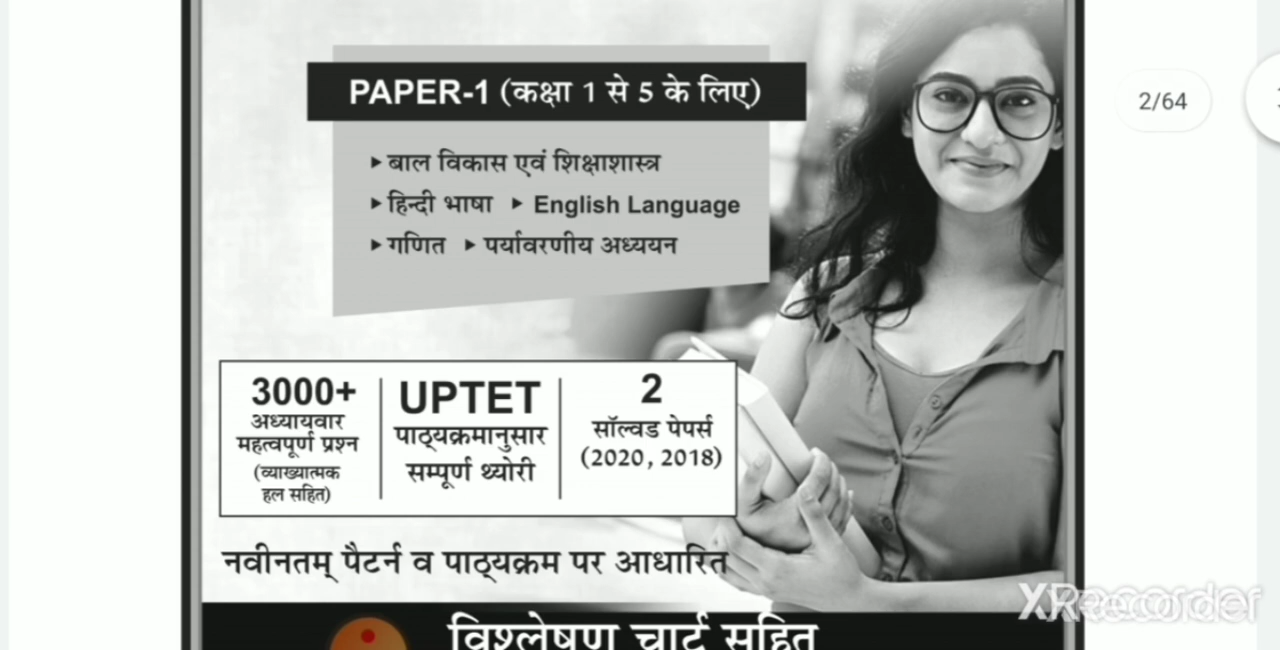 PAPER-1 (कक्षा 1 से 5 के लिए)
2/64
▸ बाल विकास एवं शिक्षाशास्त्र
▸ हिन्दी भाषा ▸ English Language
▸ गणित ▸ पर्यावरणीय अध्ययन
3000+
अध्यायवार
महत्वपूर्ण प्रश्न
(व्याख्यात्मक
हल सहित)
UPTET
पाठ्यक्रमानुसार
सम्पूर्ण थ्योरी
2
सॉल्वड पेपर्स
(2020, 2018)
नवीनतम् पैटर्न व पाठ्यक्रम पर आधारित
विश्लेषण चार्ट सहित
XRecorder